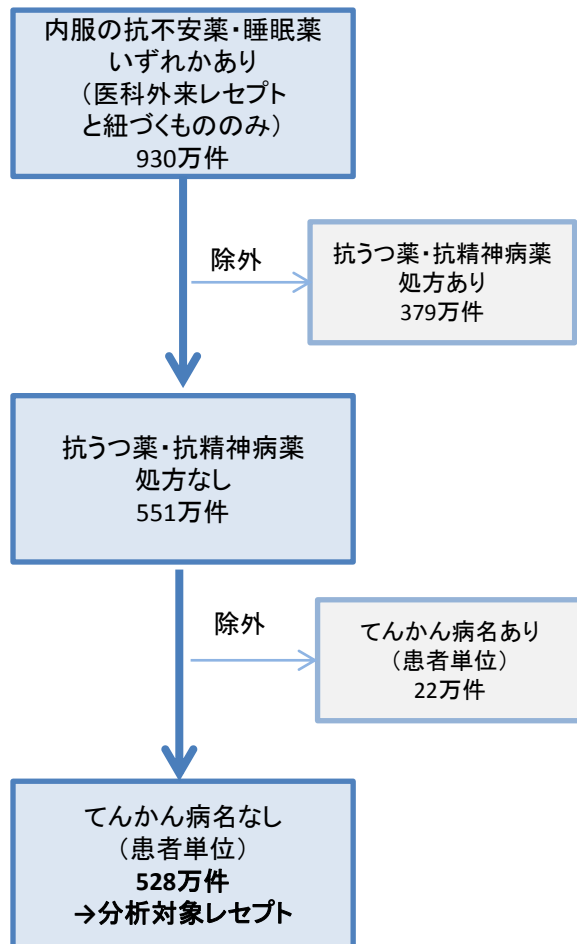 内服の抗不安薬・睡眠薬
いずれかあり
（医科外来レセプト
と紐づくもののみ）
930万件
除外
抗うつ薬・抗精神病薬
処方あり
379万件
抗うつ薬・抗精神病薬
処方なし
551万件
除外
てんかん病名あり
（患者単位）
22万件
てんかん病名なし
（患者単位）
528万件
→分析対象レセプト